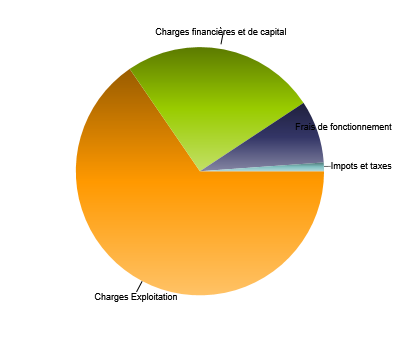 Charges financières et de capital
Frais de fonctionnement
Impots et taxes
Charges Exploitation